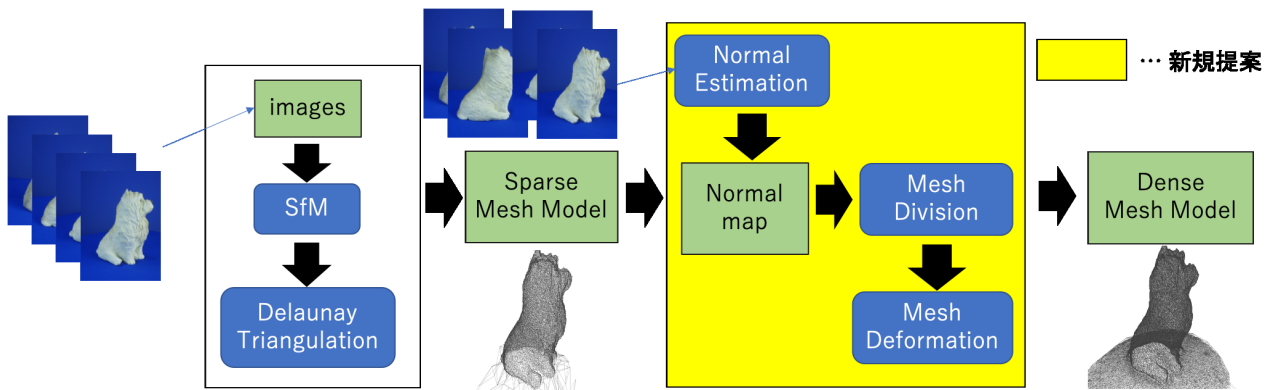 images
SfM
Delaunay
Triangulation
Sparse
Mesh Model
Normal
Estimation
Normal
map
Mesh
Division
Mesh
Deformation
… 新規提案
Dense
Mesh Model